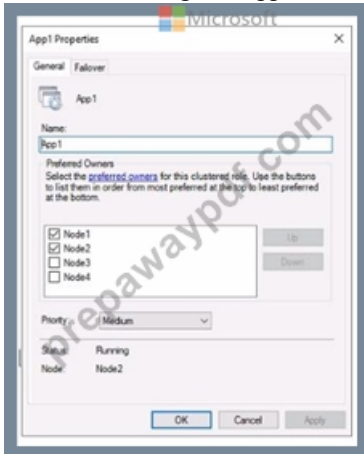 Microsoft
App1 Properties
General Failover
App1
Name:
App1
Preferred Owners
Select the preferred owners for this clustered role. Use the buttons
to list them in order from most preferred at the top to least preferred
at the bottom.
Node1
Node2
Node3
Node4
Up
Down
Priority: Medium
Status: Running
Node: Node2
OK Cancel Apply
prepawaypdf.com